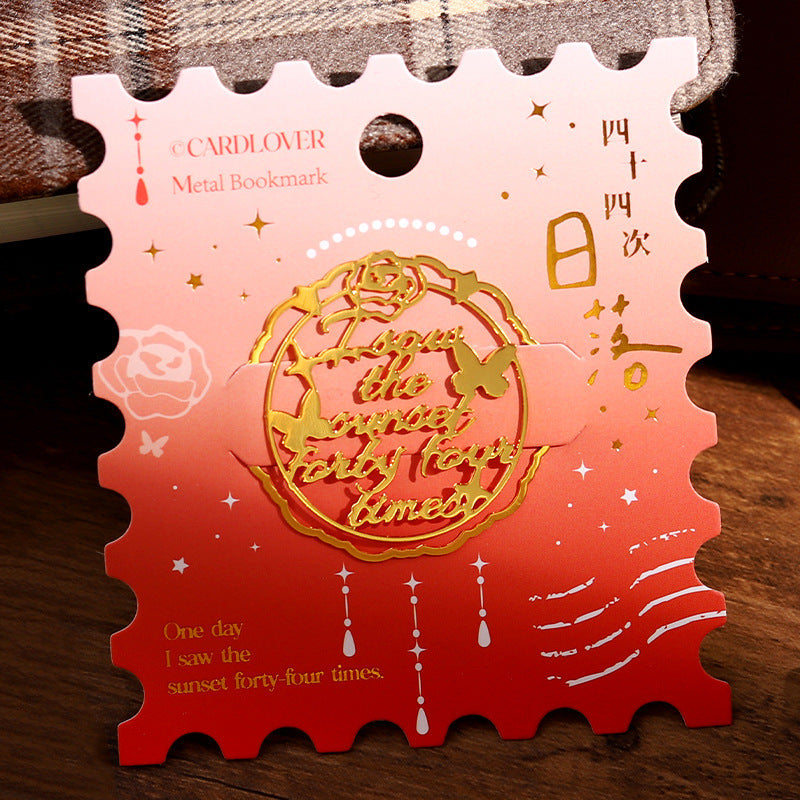 ©CARDLOVER
Metal Bookmark
四十四次
日落
I saw
the
sunset
forty four
times
One day
I saw the
sunset forty-four times.